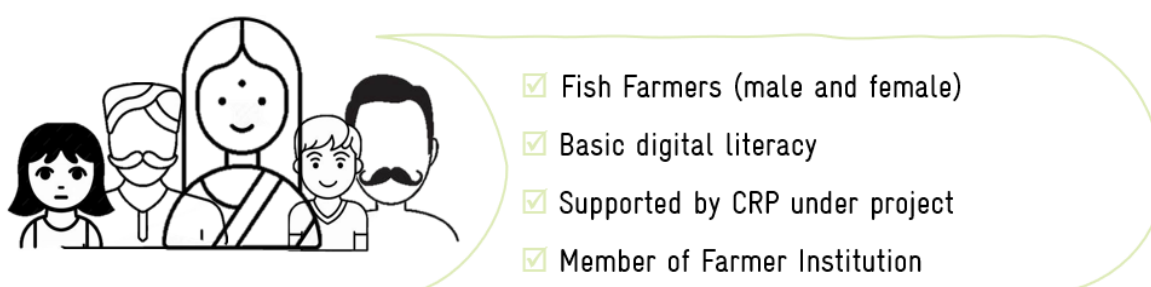 Fish Farmers (male and female)
Basic digital literacy
Supported by CRP under project
Member of Farmer Institution